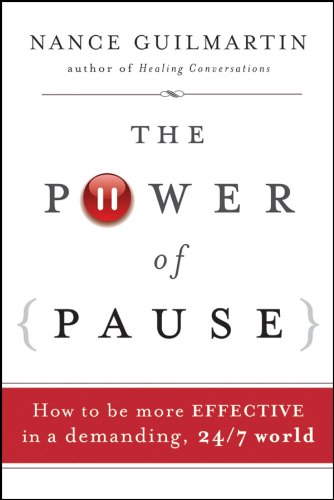 NANCE GUILMARTIN
author of Healing Conversations
THE
POWER
of
{PAUSE}
How to be more EFFECTIVE
in a demanding, 24/7 world